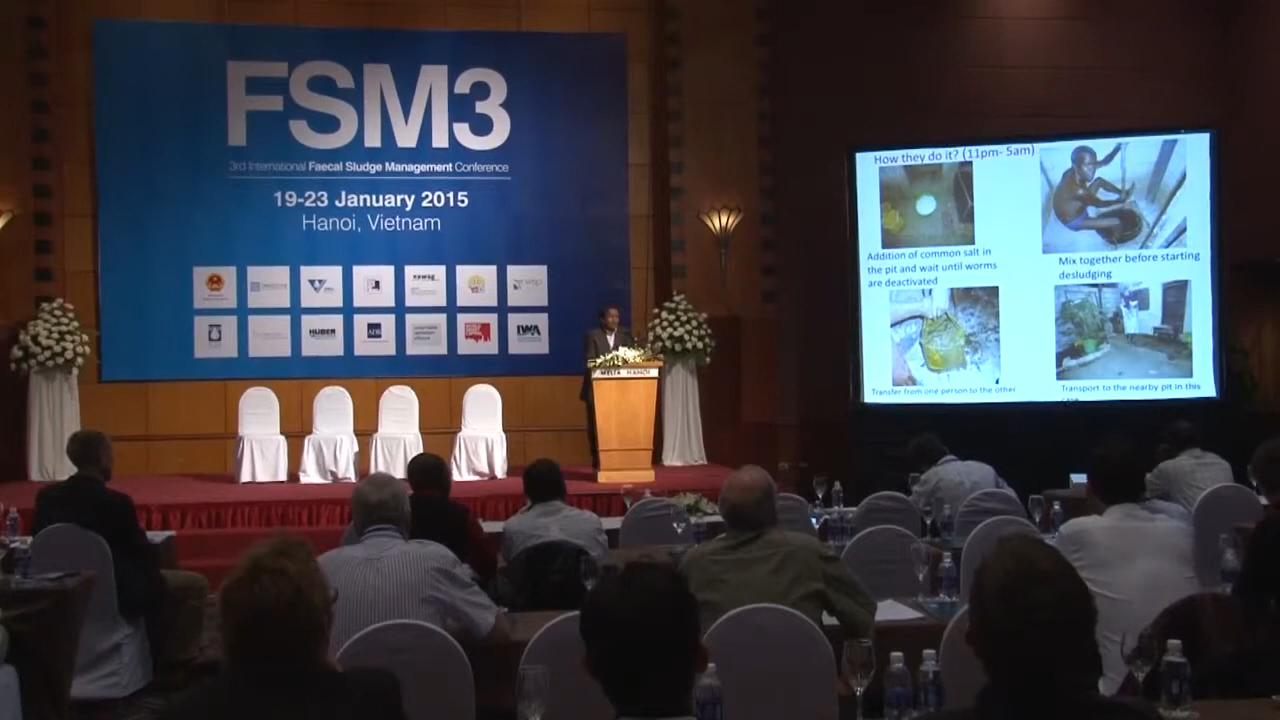 FSM3
3rd International Faecal Sludge Management Conference
19-23 January 2015
Hanoi, Vietnam
HUBER
ADB
IWA
MELIA HANOI
How they do it? (11pm- 5am)
Addition of common salt in
the pit and wait until worms
are deactivated
Mix together before starting
desludging
Transfer from one person to the other
Transport to the nearby pit in this